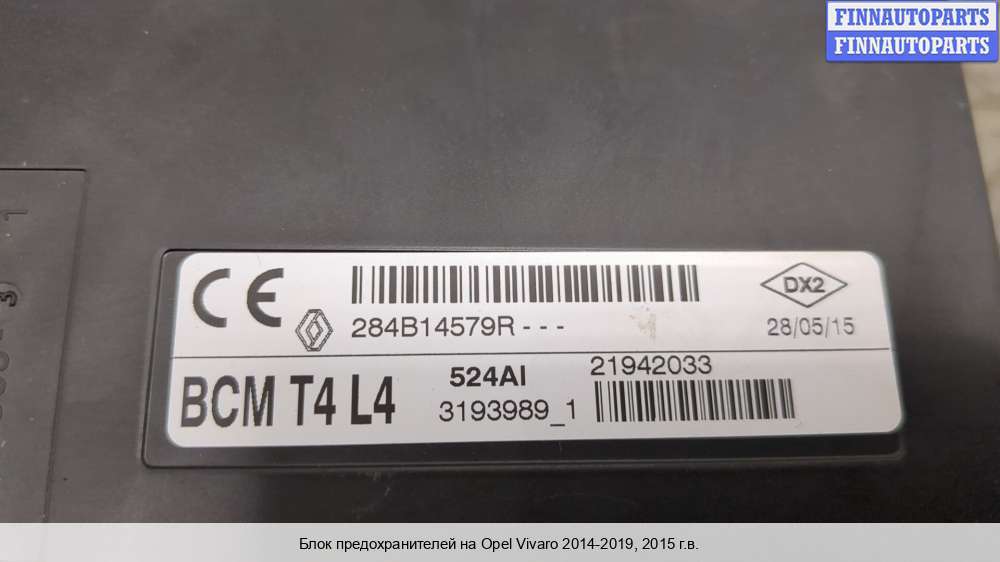 FINNAUTOPARTS
FINNAUTOPARTS
CE
284B14579R - - -
DX2
28/05/15
BCM T4 L4
524AI
3193989_1
21942033
Блок предохранителей на Opel Vivaro 2014-2019, 2015 г.в.